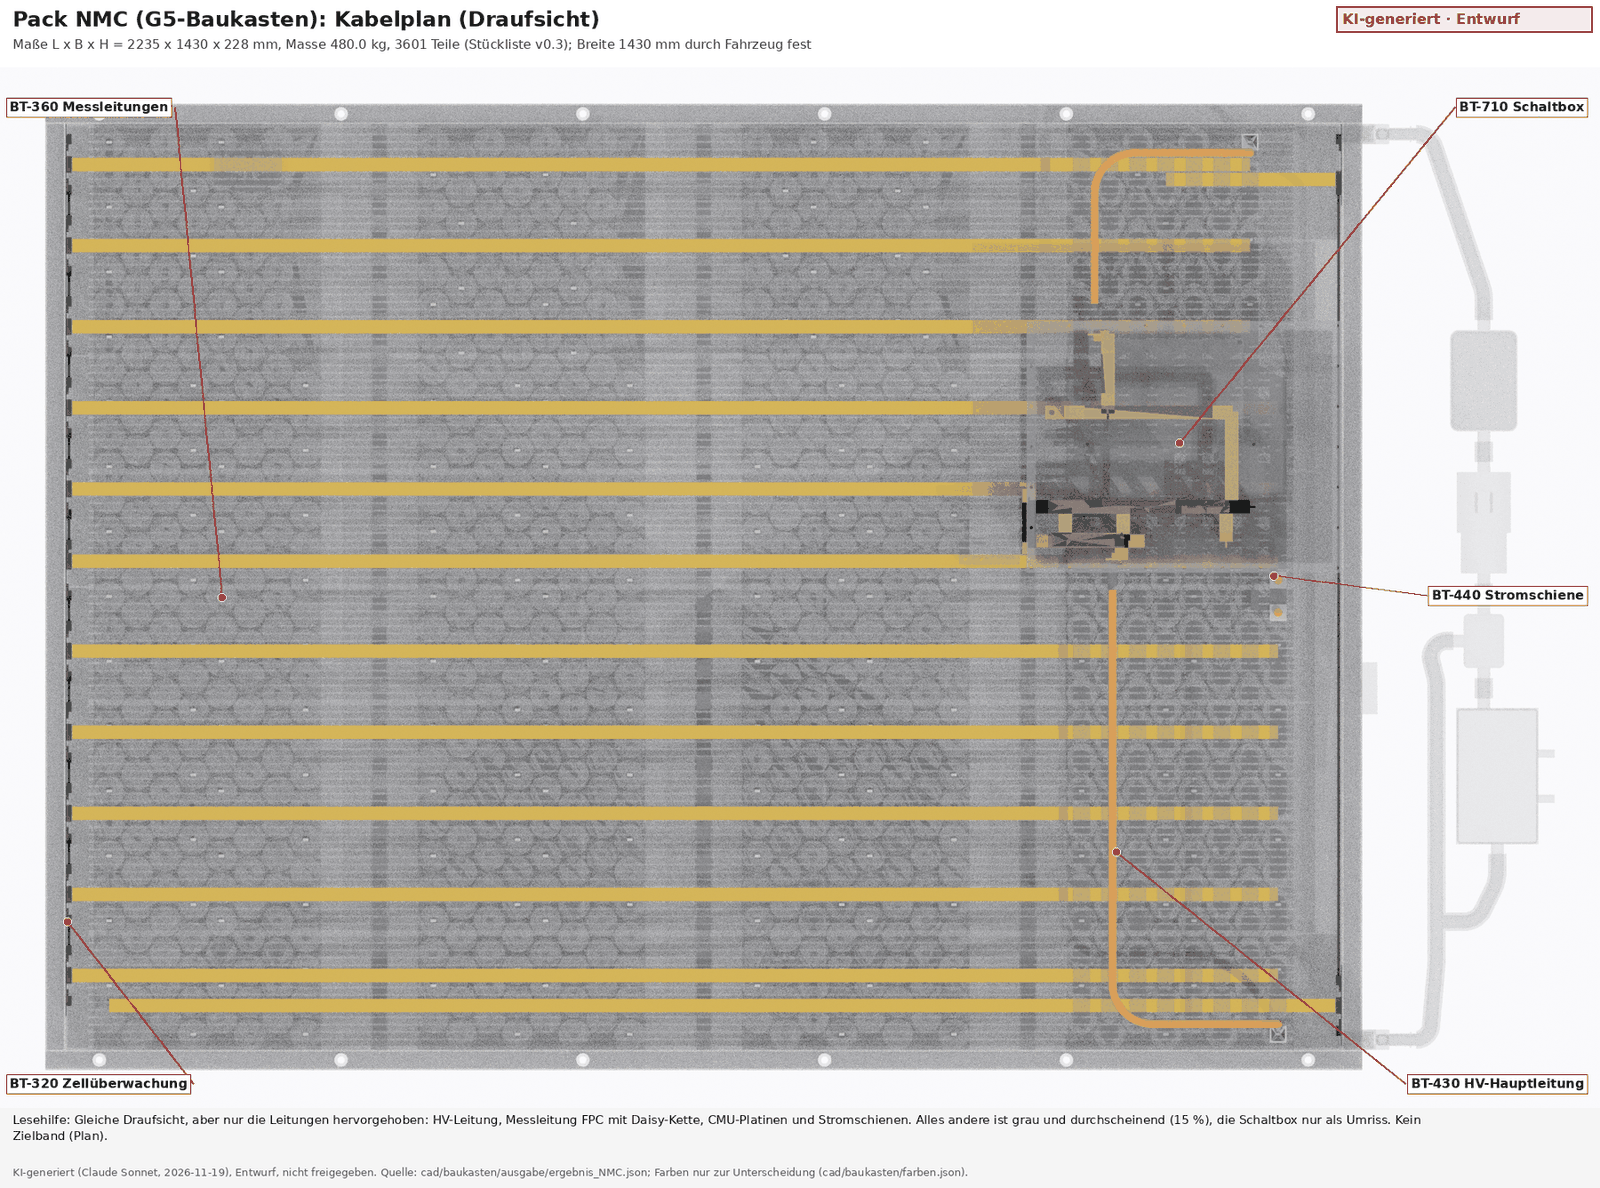 Pack NMC (G5-Baukasten): Kabelplan (Draufsicht)
KI-generiert · Entwurf
Maße L x B x H = 2235 x 1430 x 228 mm, Masse 480.0 kg, 3601 Teile (Stückliste v0.3); Breite 1430 mm durch Fahrzeug fest
BT-360 Messleitungen
BT-710 Schaltbox
BT-440 Stromschiene
BT-320 Zellüberwachung
BT-430 HV-Hauptleitung
Lesehilfe: Gleiche Draufsicht, aber nur die Leitungen hervorgehoben: HV-Leitung, Messleitung FPC mit Daisy-Kette, CMU-Platinen und Stromschienen. Alles andere ist grau und durchscheinend (15 %), die Schaltbox nur als Umriss. Kein
Zielband (Plan).
KI-generiert (Claude Sonnet, 2026-11-19), Entwurf, nicht freigegeben. Quelle: cad/baukasten/ausgabe/ergebnis_NMC.json; Farben nur zur Unterscheidung (cad/baukasten/farben.json).